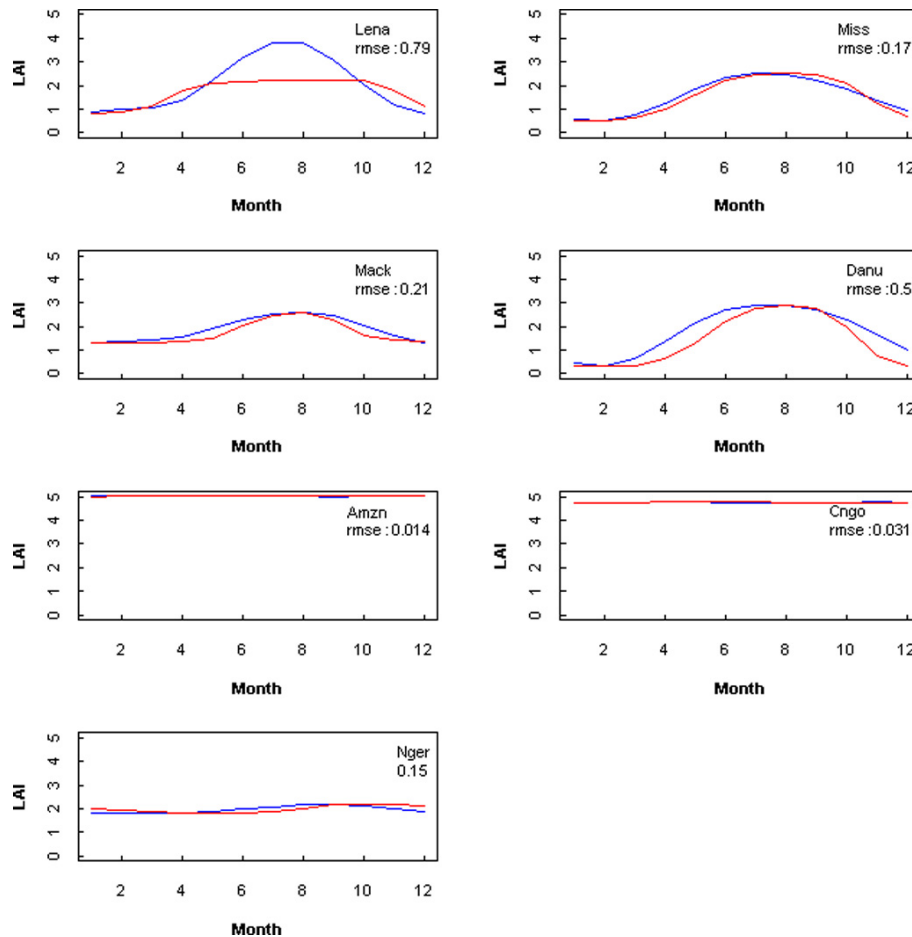 LAI
0 1 2 3 4 5
Lena
rmse :0.79
2 4 6 8 10 12
Month
LAI
0 1 2 3 4 5
Miss
rmse :0.17
2 4 6 8 10 12
Month
LAI
0 1 2 3 4 5
Mack
rmse :0.21
2 4 6 8 10 12
Month
LAI
0 1 2 3 4 5
Danu
rmse :0.5
2 4 6 8 10 12
Month
LAI
0 1 2 3 4 5
Amzn
rmse :0.014
2 4 6 8 10 12
Month
LAI
0 1 2 3 4 5
Cngo
rmse :0.031
2 4 6 8 10 12
Month
LAI
0 1 2 3 4 5
Nger
0.15
2 4 6 8 10 12
Month